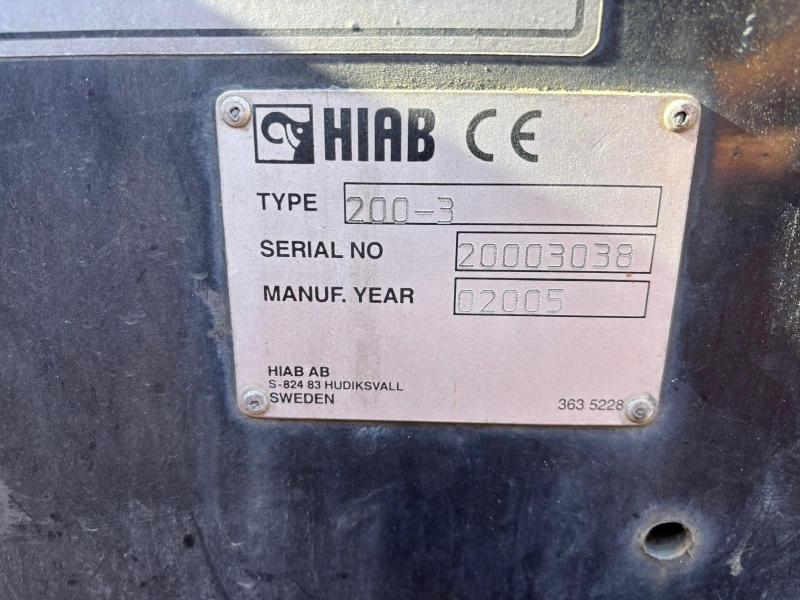 HIAB CE
TYPE 200-3
SERIAL NO 20003038
MANUF. YEAR 02005
HIAB AB
S-824 83 HUDIKSVALL
SWEDEN 363 5228